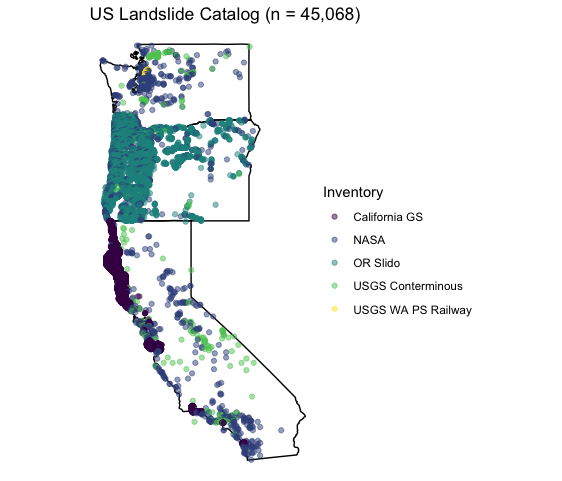 US Landslide Catalog (n = 45,068)
Inventory
California GS
NASA
OR Slido
USGS Conterminous
USGS WA PS Railway